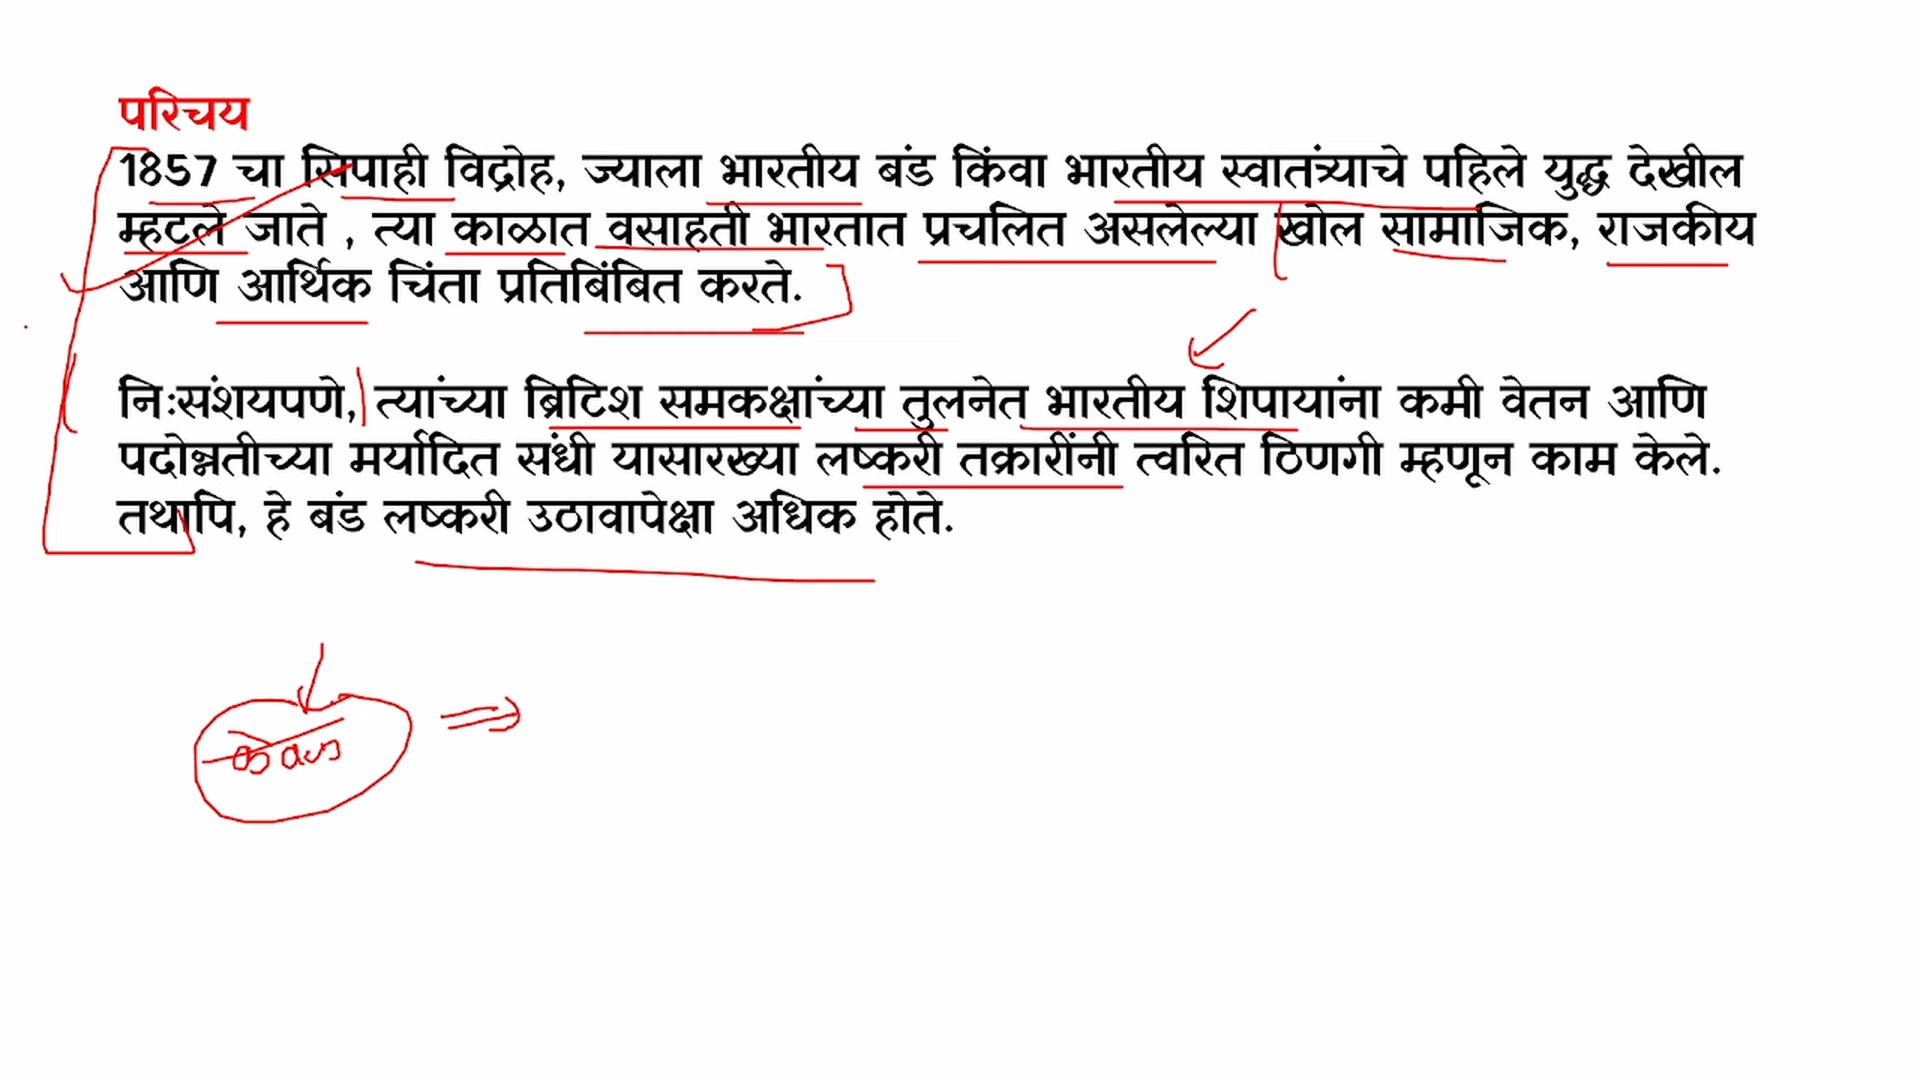 परिचय
1857 चा सिपाही विद्रोह, ज्याला भारतीय बंड किंवा भारतीय स्वातंत्र्याचे पहिले युद्ध देखील
म्हटले जाते , त्या काळात वसाहती भारतात प्रचलित असलेल्या खोल सामाजिक, राजकीय
आणि आर्थिक चिंता प्रतिबिंबित करते.
निःसंशयपणे, त्यांच्या ब्रिटिश समकक्षांच्या तुलनेत भारतीय शिपायांना कमी वेतन आणि
पदोन्नतीच्या मर्यादित संधी यासारख्या लष्करी तक्रारींनी त्वरित ठिणगी म्हणून काम केले.
तथापि, हे बंड लष्करी उठावापेक्षा अधिक होते.